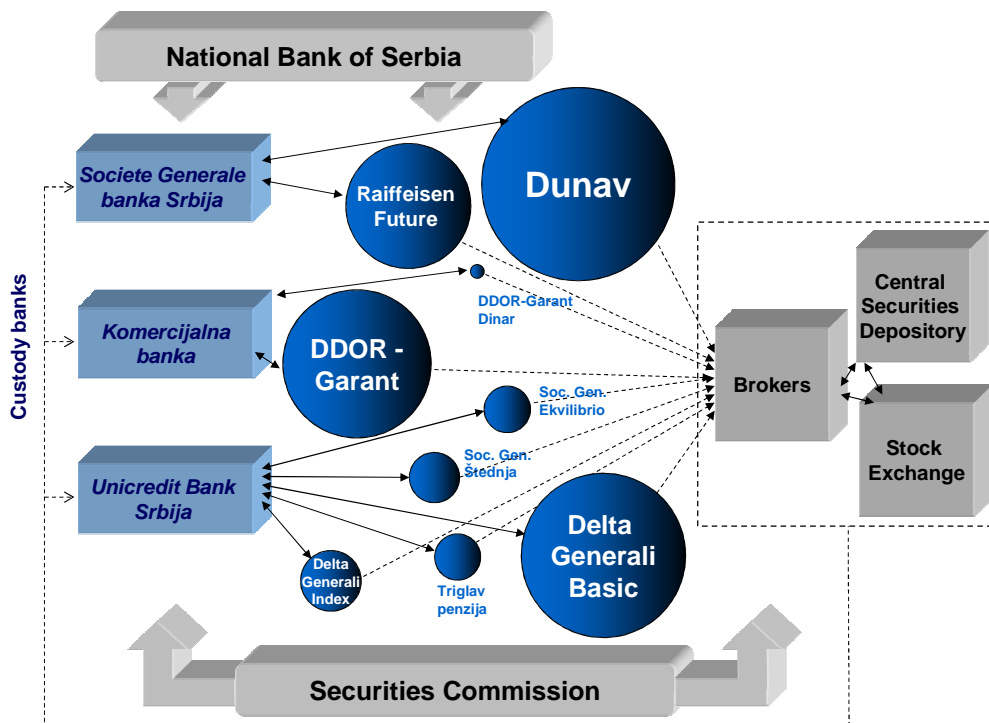 National Bank of Serbia
Societe Generale
banka Srbija
Raiffeisen
Future
Dunav
Komercijalna
banka
DDOR-Garant
Dinar
DDOR -
Garant
Central
Securities
Depository
Brokers
Custody banks
Soc. Gen.
Ekvilibrio
Soc. Gen.
Štednja
Stock
Exchange
Unicredit Bank
Srbija
Delta
Generali
Index
Triglav
penzija
Delta
Generali
Basic
Securities Commission